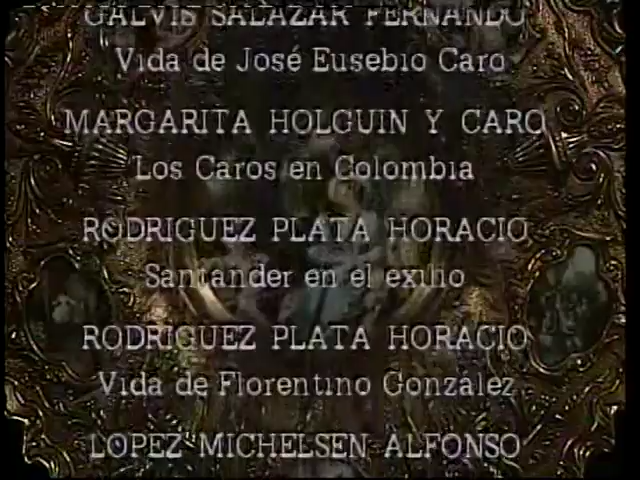 GALVIS SALAZAR FERNANDO
Vida de José Eusebio Caro
MARGARITA HOLGUIN Y CARO
Los Caros en Colombia
RODRIGUEZ PLATA HORACIO
Santander en el exilio
RODRIGUEZ PLATA HORACIO
Vida de Florentino González
LOPEZ MICHELSEN ALFONSO